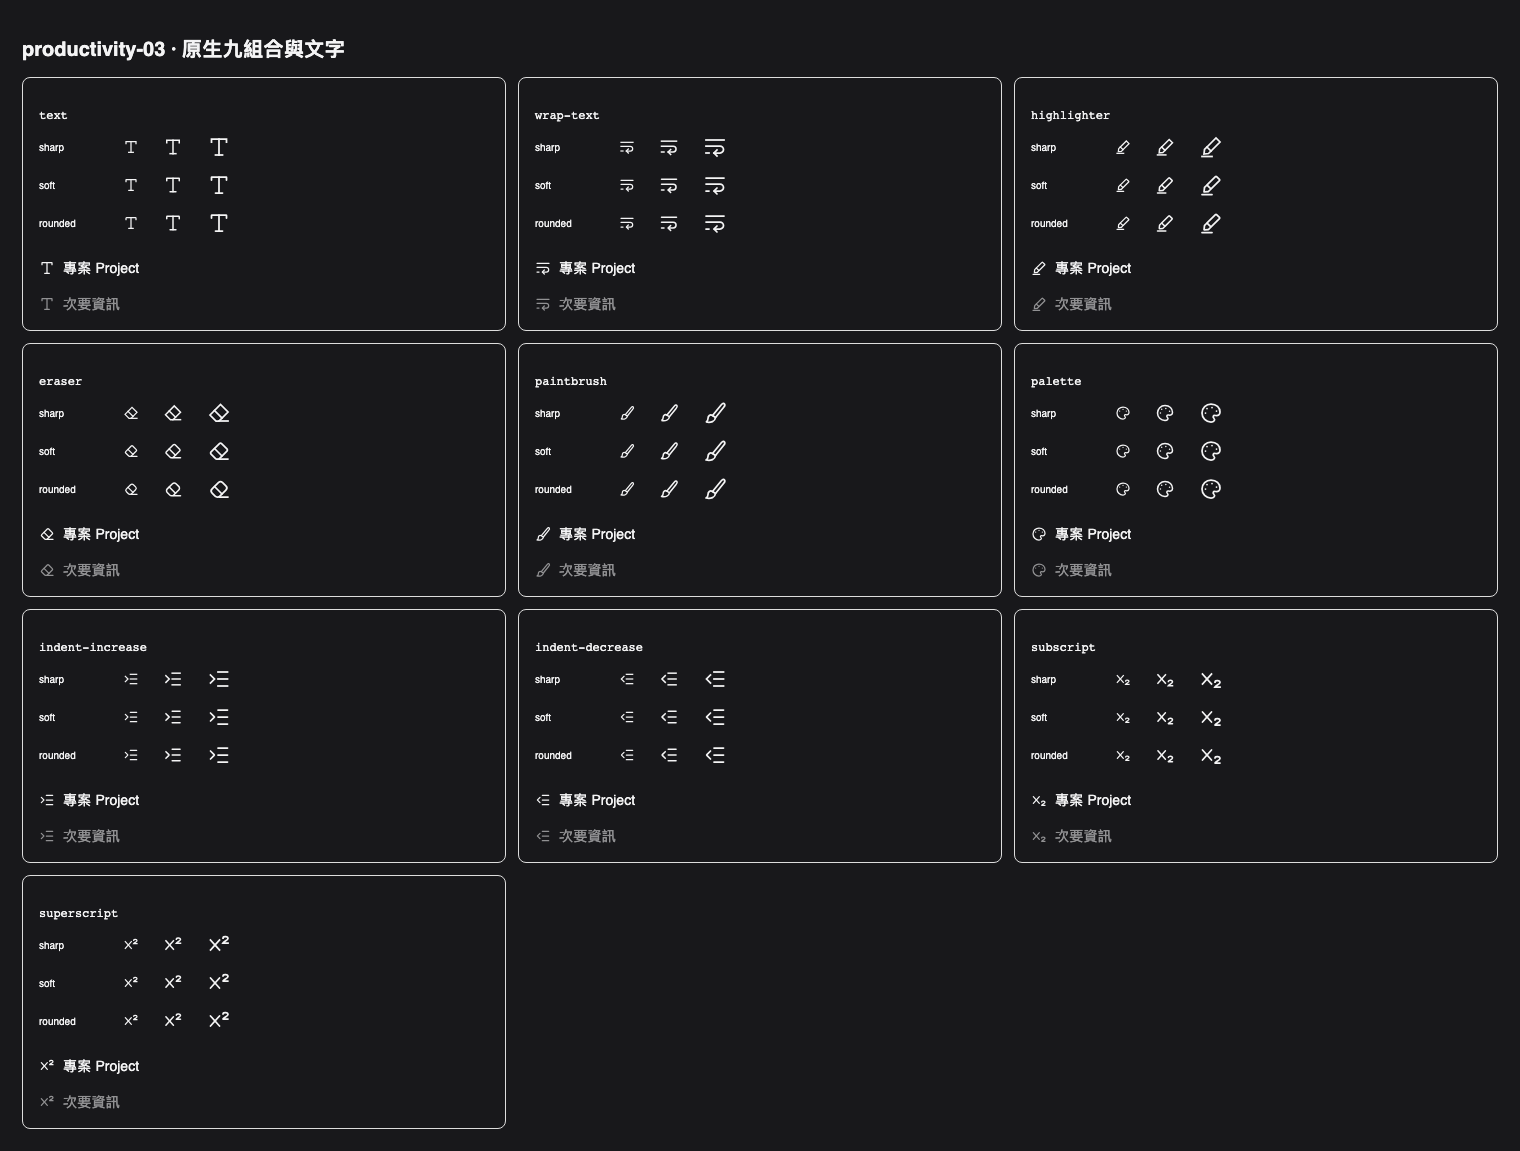 productivity-03 · 原生九組合與文字
text
sharp
soft
rounded
專案 Project
次要資訊
wrap-text
sharp
soft
rounded
專案 Project
次要資訊
highlighter
sharp
soft
rounded
專案 Project
次要資訊
eraser
sharp
soft
rounded
專案 Project
次要資訊
paintbrush
sharp
soft
rounded
專案 Project
次要資訊
palette
sharp
soft
rounded
專案 Project
次要資訊
indent-increase
sharp
soft
rounded
專案 Project
次要資訊
indent-decrease
sharp
soft
rounded
專案 Project
次要資訊
subscript
sharp
soft
rounded
專案 Project
次要資訊
superscript
sharp
soft
rounded
專案 Project
次要資訊